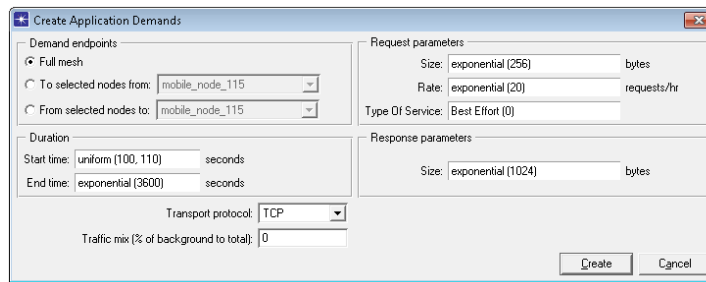 Create Application Demands
Demand endpoints
Full mesh
To selected nodes from: mobile_node_115
From selected nodes to: mobile_node_115
Duration
Start time: uniform (100, 110) seconds
End time: exponential (3600) seconds
Request parameters
Size: exponential (256) bytes
Rate: exponential (20) requests/hr
Type Of Service: Best Effort (0)
Response parameters
Size: exponential (1024) bytes
Transport protocol: TCP
Traffic mix (% of background to total): 0
Create Cancel